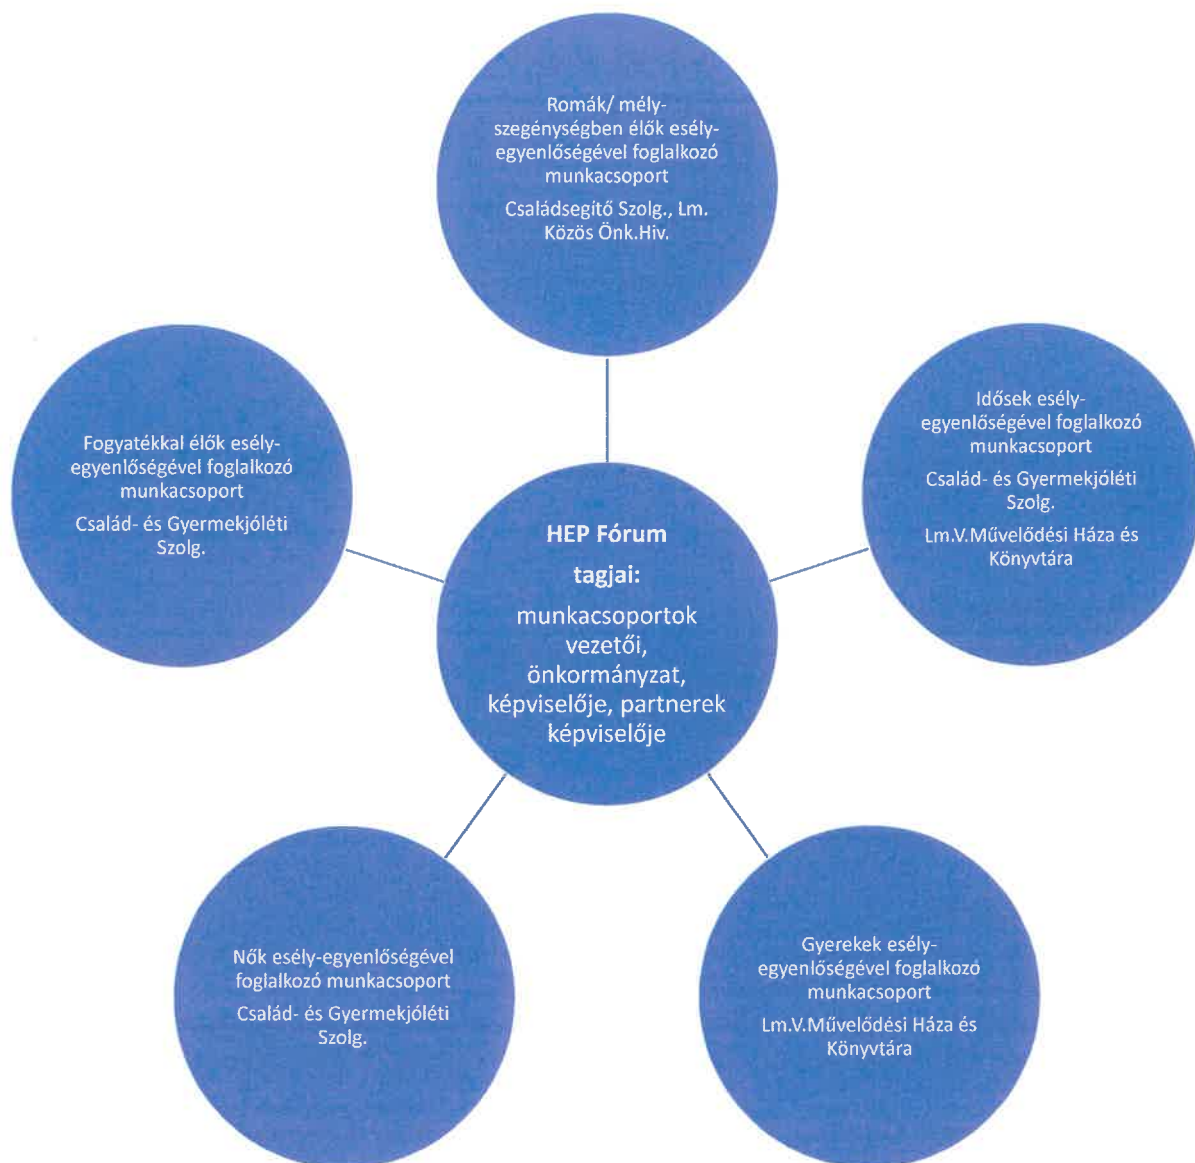 Romák/ mély-
szegénységben élők esély-
egyenlőségével foglalkozó
munkacsoport
Családsegítő Szolg., Lm.
Közös Önk.Hiv.
Idősek esély-
egyenlőségével foglalkozó
munkacsoport
Család- és Gyermekjóléti
Szolg.
Lm.V.Művelődési Háza és
Könyvtára
Fogyatékkal élők esély-
egyenlőségével foglalkozó
munkacsoport
Család- és Gyermekjóléti
Szolg.
HEP Fórum
tagjai:
munkacsoportok
vezetői,
önkormányzat,
képviselője, partnerek
képviselője
Nők esély-egyenlőségével
foglalkozó munkacsoport
Család- és Gyermekjóléti
Szolg.
Gyerekek esély-
egyenlőségével foglalkozó
munkacsoport
Lm.V.Művelődési Háza és
Könyvtára